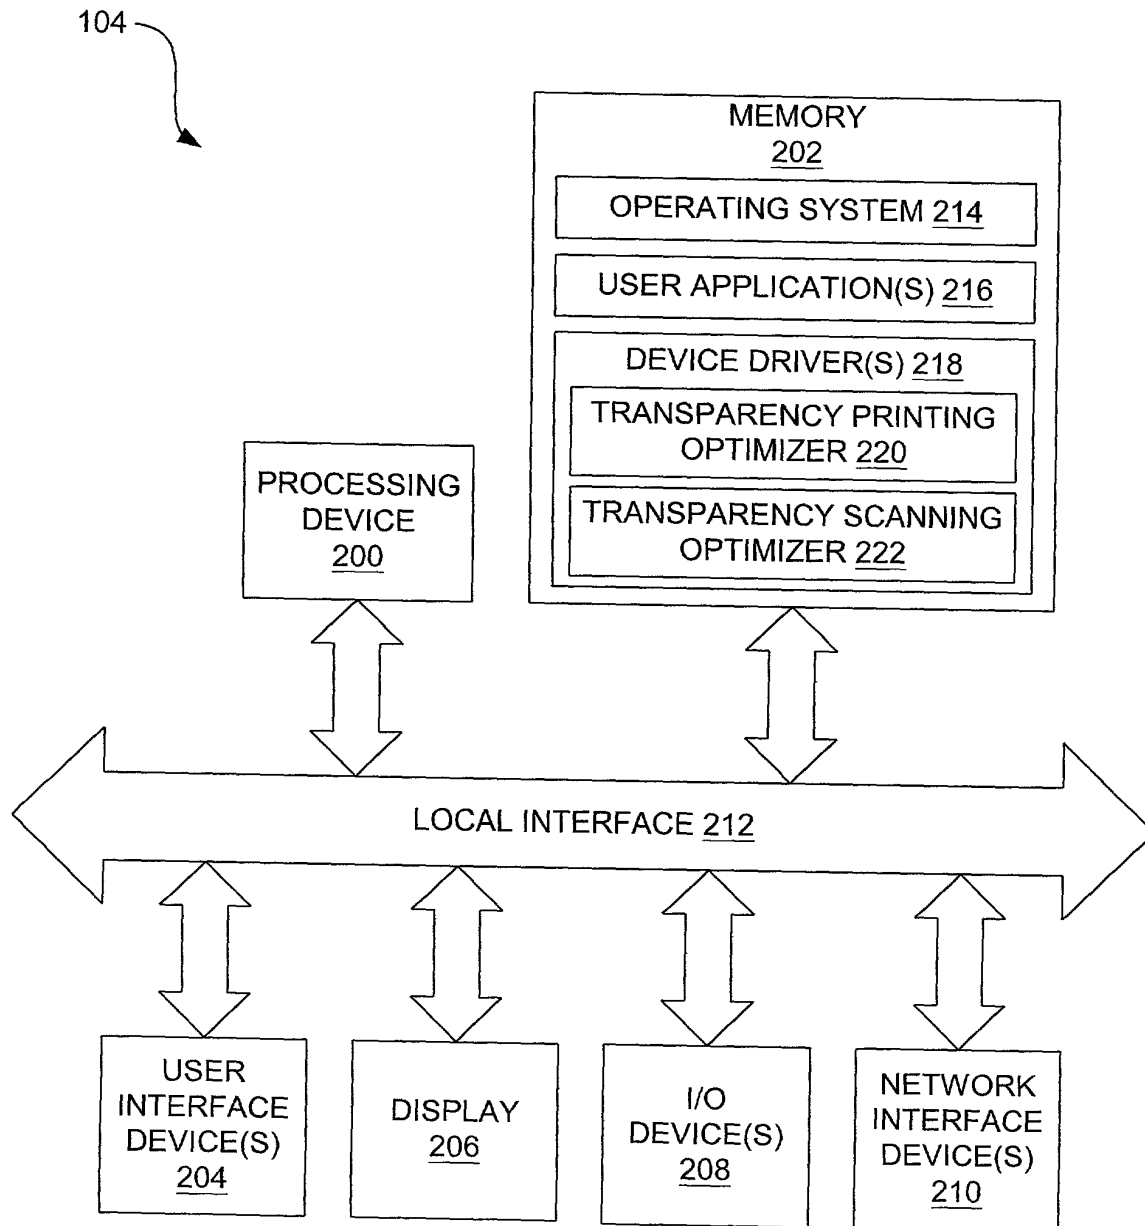 104
MEMORY
202
OPERATING SYSTEM 214
USER APPLICATION(S) 216
DEVICE DRIVER(S) 218
TRANSPARENCY PRINTING
OPTIMIZER 220
TRANSPARENCY SCANNING
OPTIMIZER 222
PROCESSING
DEVICE
200
LOCAL INTERFACE 212
USER
INTERFACE
DEVICE(S)
204
DISPLAY
206
I/O
DEVICE(S)
208
NETWORK
INTERFACE
DEVICE(S)
210